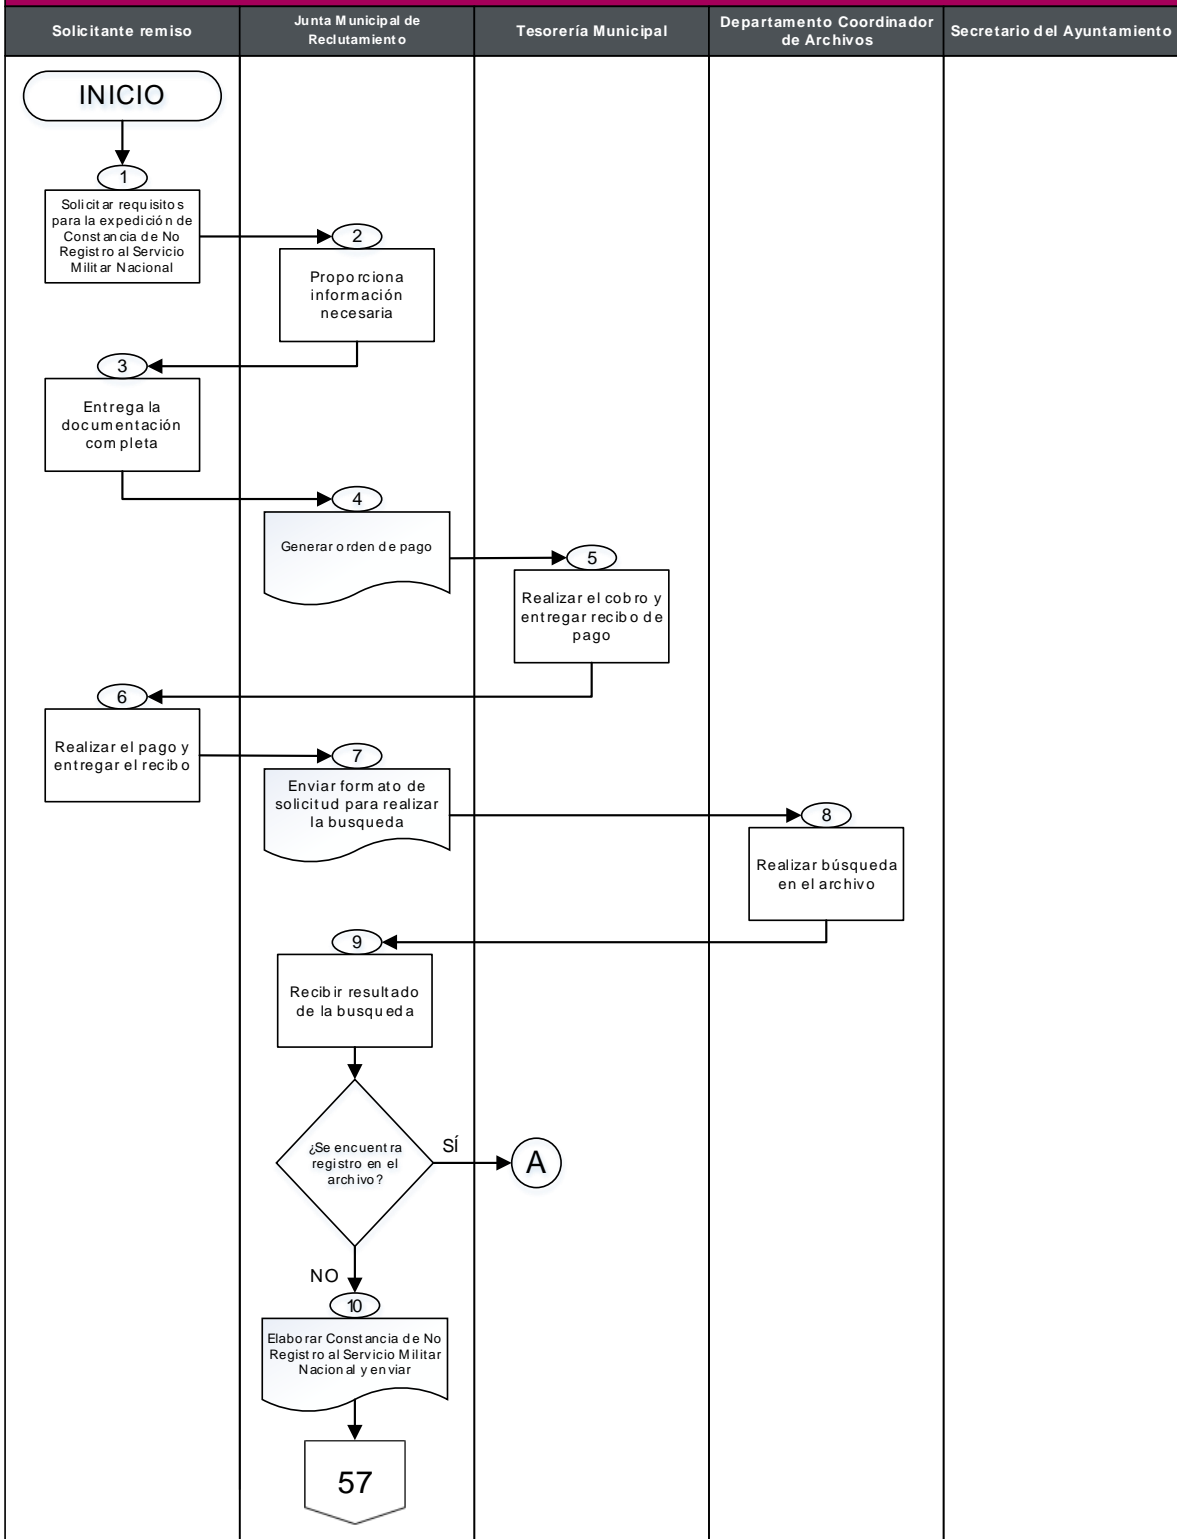 Solicitante remiso
Junta Municipal de
Reclutamiento
Tesorería Municipal
Departamento Coordinador
de Archivos
Secretario del Ayuntamiento
INICIO
1
Solicitar requisitos
para la expedición de
Constancia de No
Registro al Servicio
Militar Nacional
2
Proporciona
información
necesaria
3
Entrega la
documentación
completa
4
Generar orden de pago
5
Realizar el cobro y
entregar recibo de
pago
6
Realizar el pago y
entregar el recibo
7
Enviar formato de
solicitud para realizar
la busqueda
8
Realizar búsqueda
en el archivo
9
Recibir resultado
de la busqueda
¿Se encuentra
registro en el
archivo?
SÍ
A
NO
10
Elaborar Constancia de No
Registro al Servicio Militar
Nacional y enviar
57